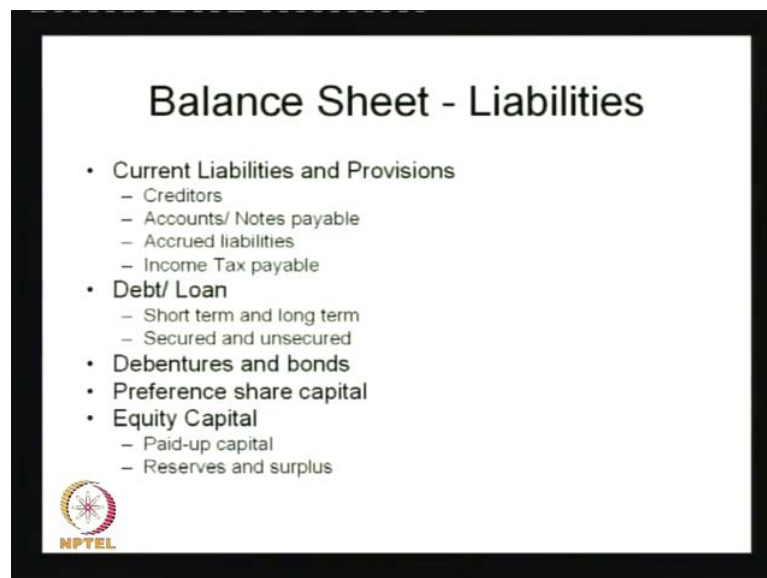 Balance Sheet - Liabilities
• Current Liabilities and Provisions
– Creditors
– Accounts/ Notes payable
– Accrued liabilities
– Income Tax payable
• Debt/ Loan
– Short term and long term
– Secured and unsecured
• Debentures and bonds
• Preference share capital
• Equity Capital
– Paid-up capital
– Reserves and surplus
NPTEL